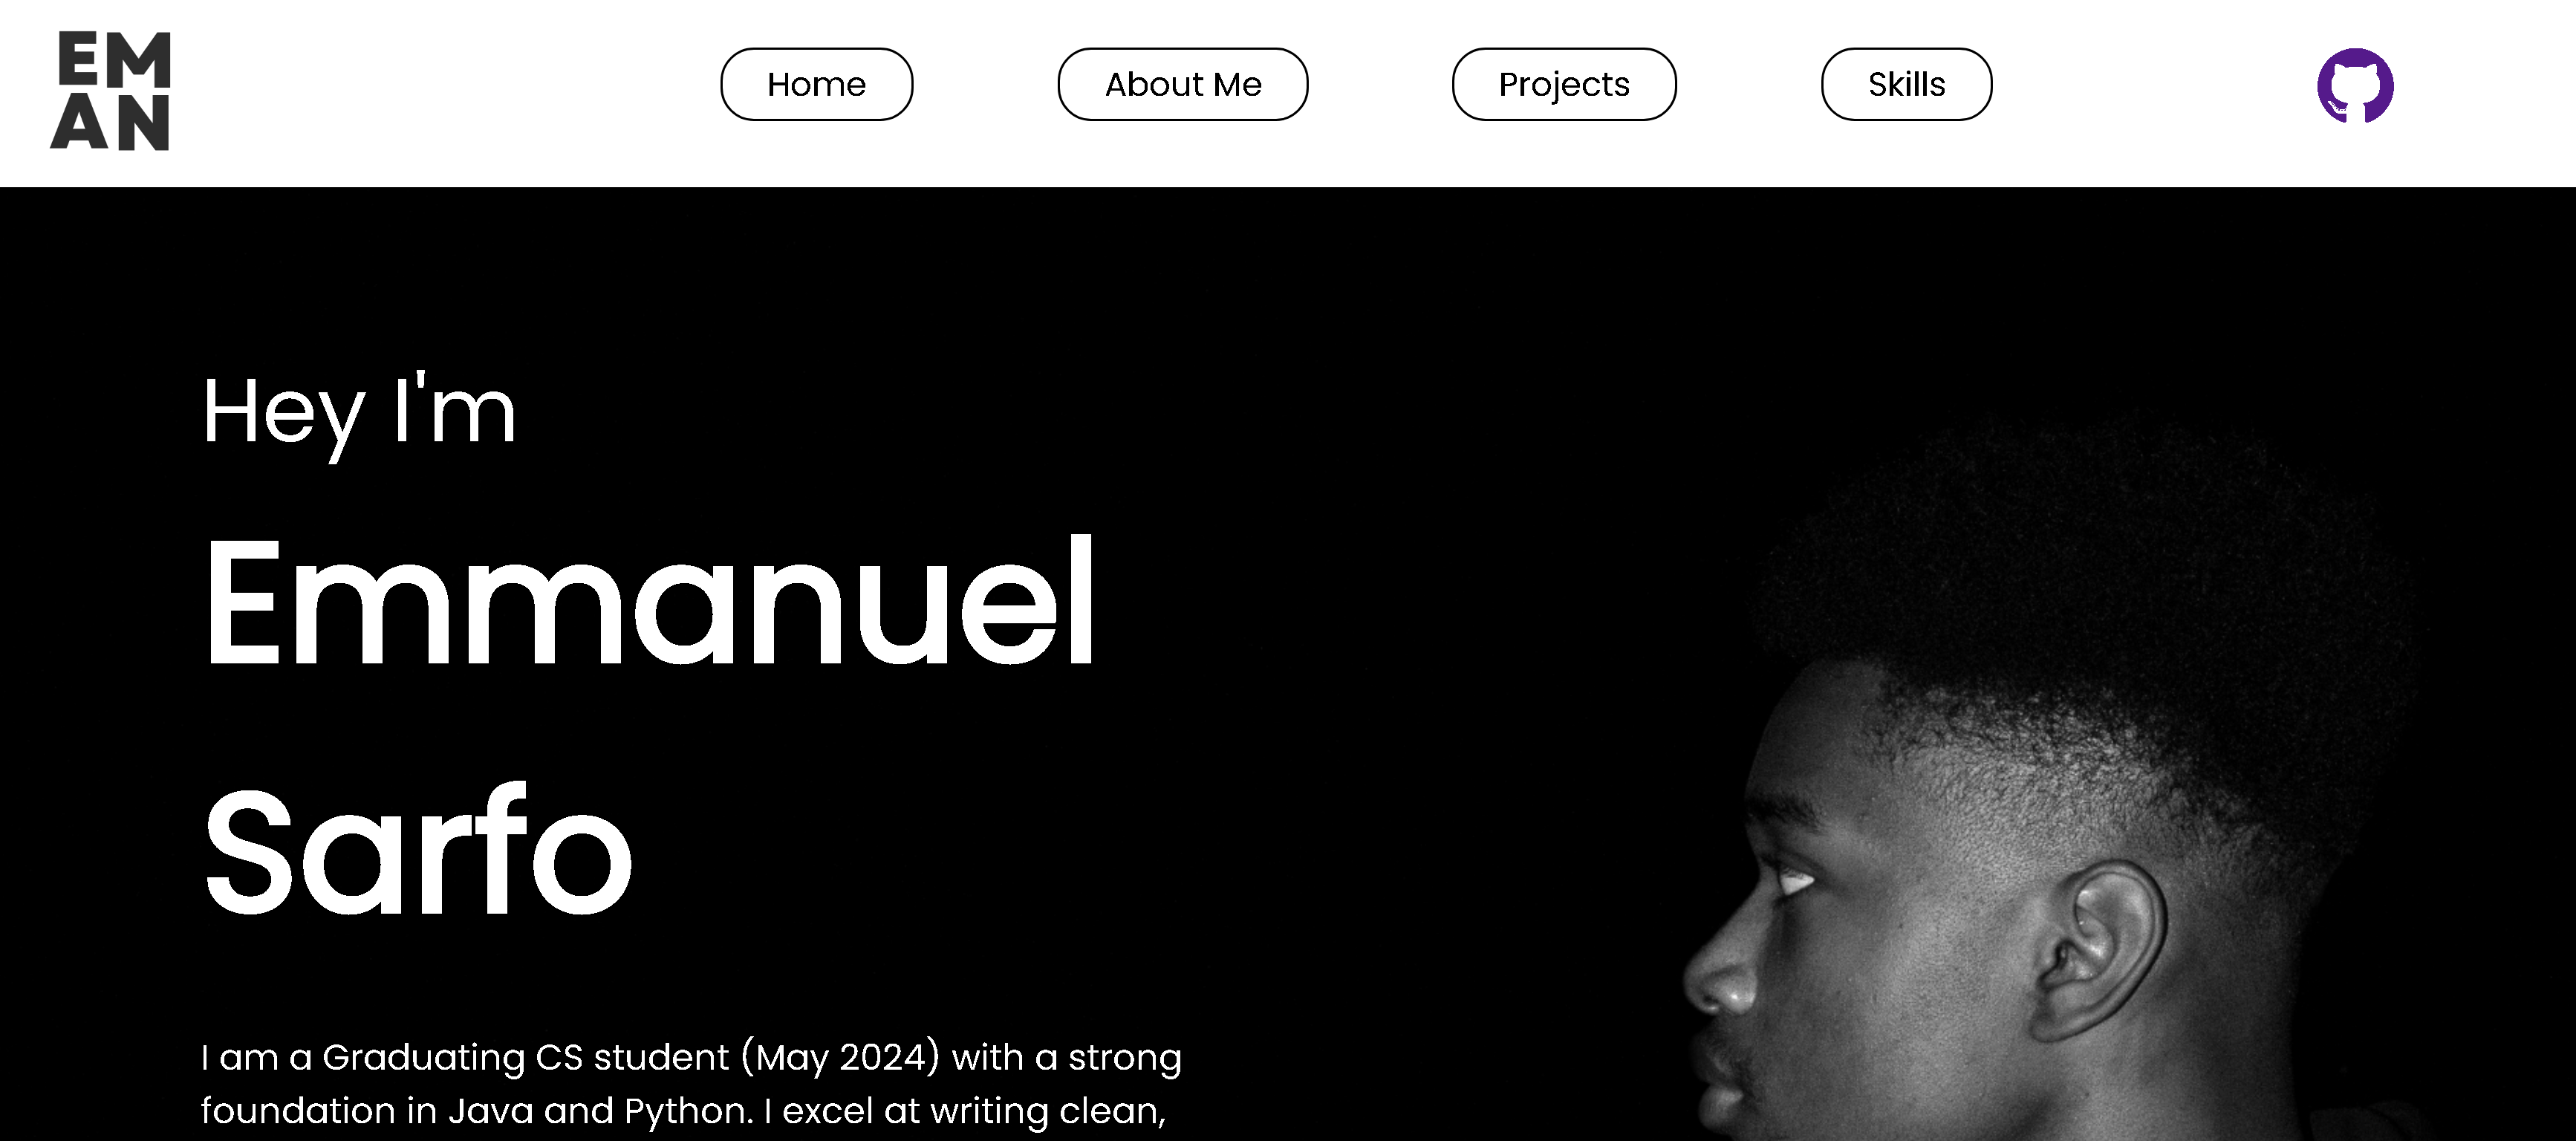 EM
AN
Home
About Me
Projects
Skills
Hey I'm
Emmanuel
Sarfo
I am a Graduating CS student (May 2024) with a strong
foundation in Java and Python. I excel at writing clean,